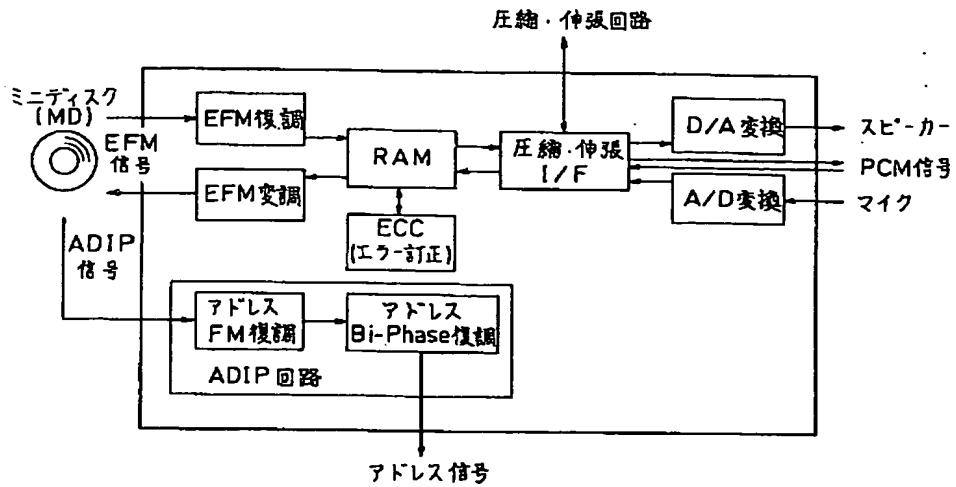 圧縮・伸張回路
ミニディスク
(MD)
EFM
信号
EFM復調
RAM
圧縮・伸張
I/F
D/A変換
スピーカー
PCM信号
EFM変調
A/D変換
マイク
ECC
(エラー訂正)
ADIP
信号
アドレス
FM復調
アドレス
Bi-Phase復調
ADIP回路
アドレス信号